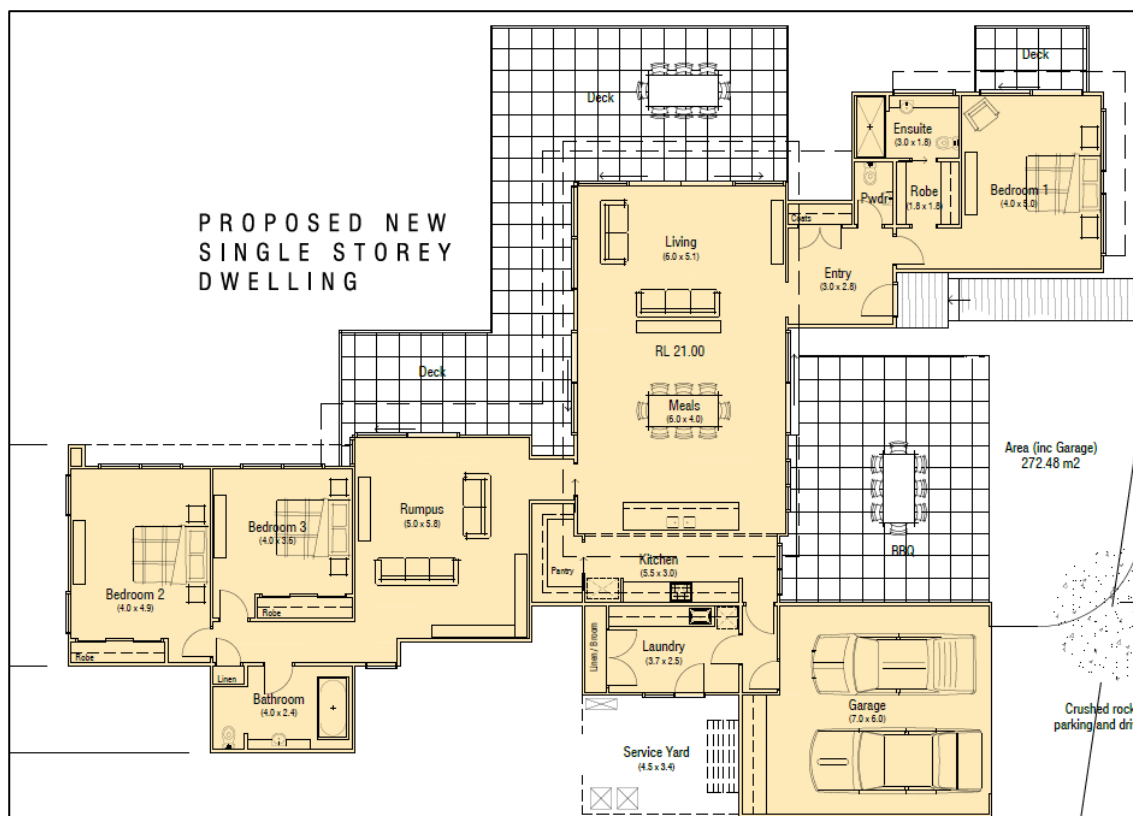 Deck
Deck
Ensuite
(3.0 x 1.8)
Pwdr
Robe
(1.8 x 1.8)
Bedroom 1
(4.0 x 5.0)
PROPOSED NEW
SINGLE STOREY
DWELLING
Coats
Living
(6.0 x 5.1)
Entry
(3.0 x 2.8)
RL 21.00
Deck
Meals
(6.0 x 4.0)
Area (inc Garage)
272.48 m2
Rumpus
(5.0 x 5.8)
Bedroom 3
(4.0 x 3.6)
BBQ
Kitchen
(5.5 x 3.0)
Pantry
Bedroom 2
(4.0 x 4.9)
Robe
Linen / Broom
Laundry
(3.7 x 2.5)
Robe
Linen
Bathroom
(4.0 x 2.4)
Garage
(7.0 x 6.0)
Crushed rock
parking and dri
Service Yard
(4.5 x 3.4)